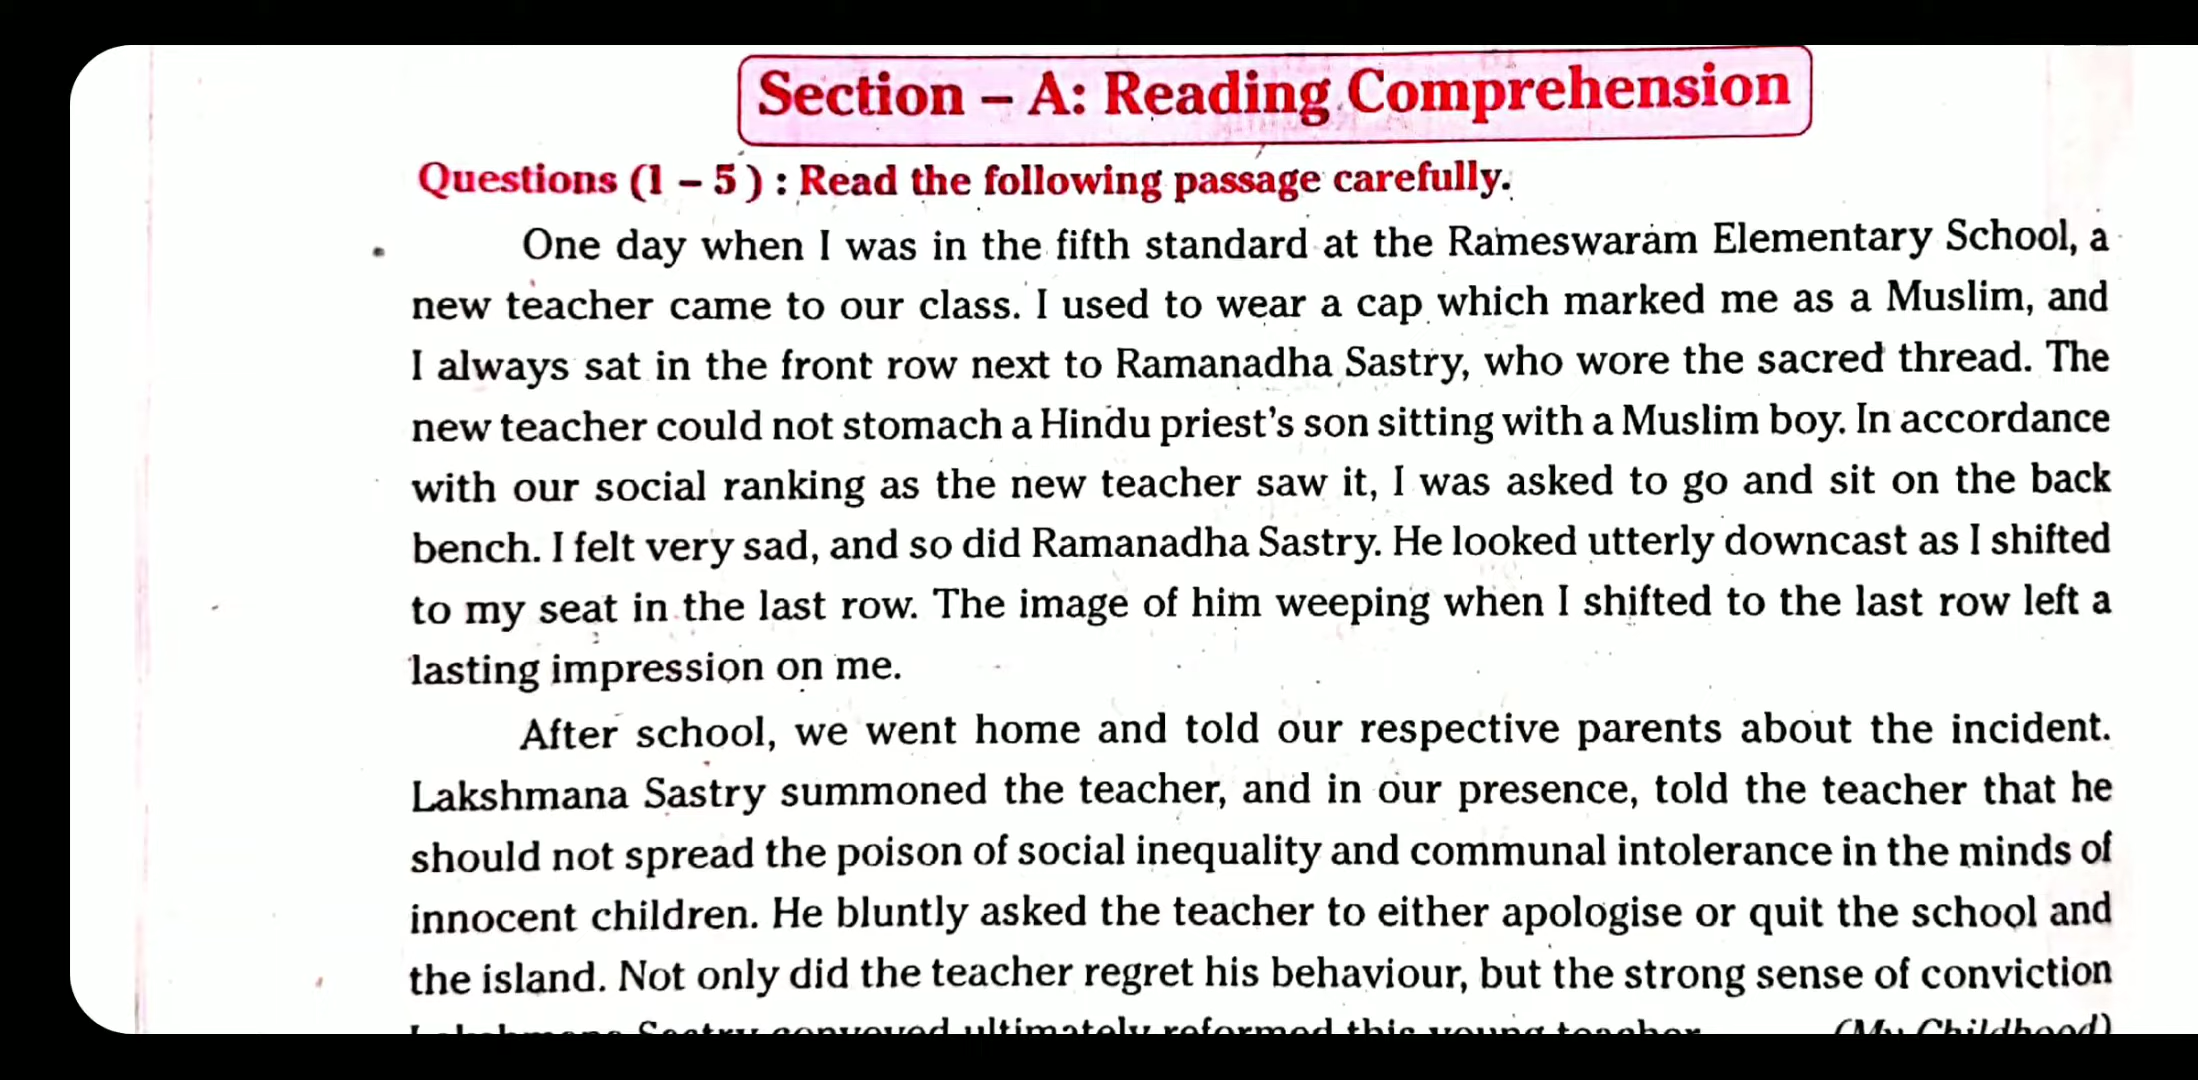 Section – A: Reading Comprehension
Questions (1 – 5 ) : Read the following passage carefully.
One day when I was in the fifth standard at the Rameswaram Elementary School, a
new teacher came to our class. I used to wear a cap which marked me as a Muslim, and
I always sat in the front row next to Ramanadha Sastry, who wore the sacred thread. The
new teacher could not stomach a Hindu priest's son sitting with a Muslim boy. In accordance
with our social ranking as the new teacher saw it, I was asked to go and sit on the back
bench. I felt very sad, and so did Ramanadha Sastry. He looked utterly downcast as I shifted
to my seat in the last row. The image of him weeping when I shifted to the last row left a
lasting impression on me.
After school, we went home and told our respective parents about the incident.
Lakshmana Sastry summoned the teacher, and in our presence, told the teacher that he
should not spread the poison of social inequality and communal intolerance in the minds of
innocent children. He bluntly asked the teacher to either apologise or quit the school and
the island. Not only did the teacher regret his behaviour, but the strong sense of conviction
Lakshmana Sastry conveyed ultimately reformed this young teacher. (My Childhood)